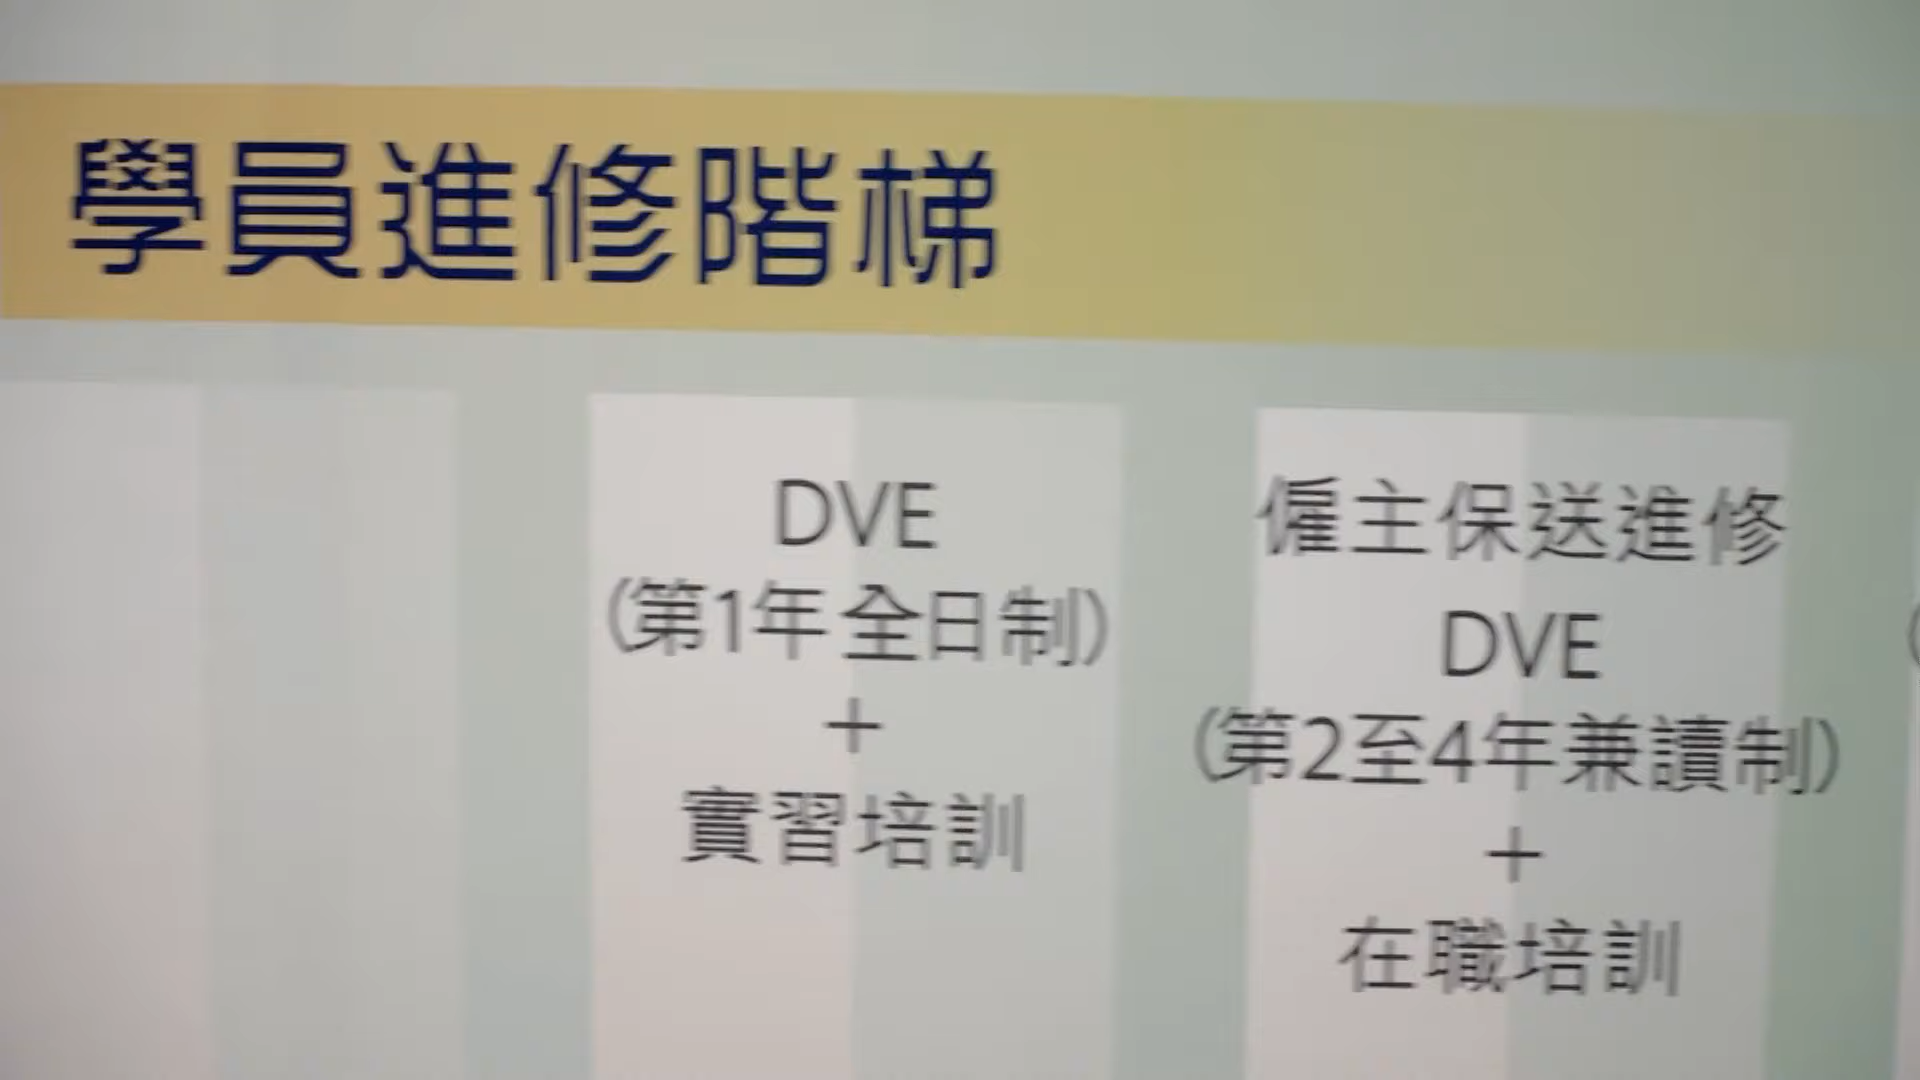 學員進修階梯
DVE
(第1年全日制)
+
實習培訓
僱主保送進修
DVE
(第2至4年兼讀制)
+
在職培訓